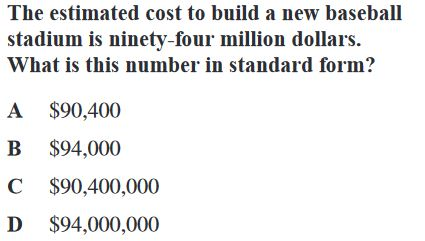 The estimated cost to build a new baseball
stadium is ninety-four million dollars.
What is this number in standard form?
A $90,400
B $94,000
C $90,400,000
D $94,000,000